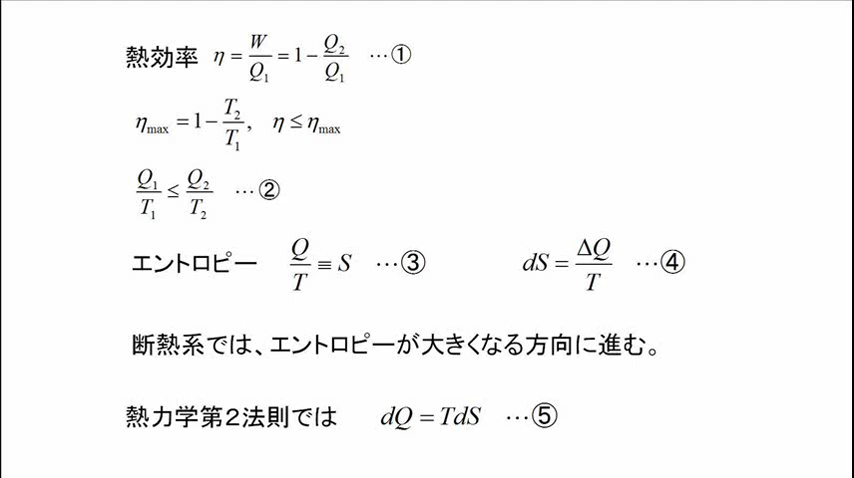 熱効率 η = W/Q₁ = 1 − Q₂/Q₁ …①
η_max = 1 − T₂/T₁, η ≤ η_max
Q₁/T₁ ≤ Q₂/T₂ …②
エントロピー Q/T ≡ S …③ dS = ΔQ/T …④
断熱系では、エントロピーが大きくなる方向に進む。
熱力学第2法則では dQ = TdS …⑤